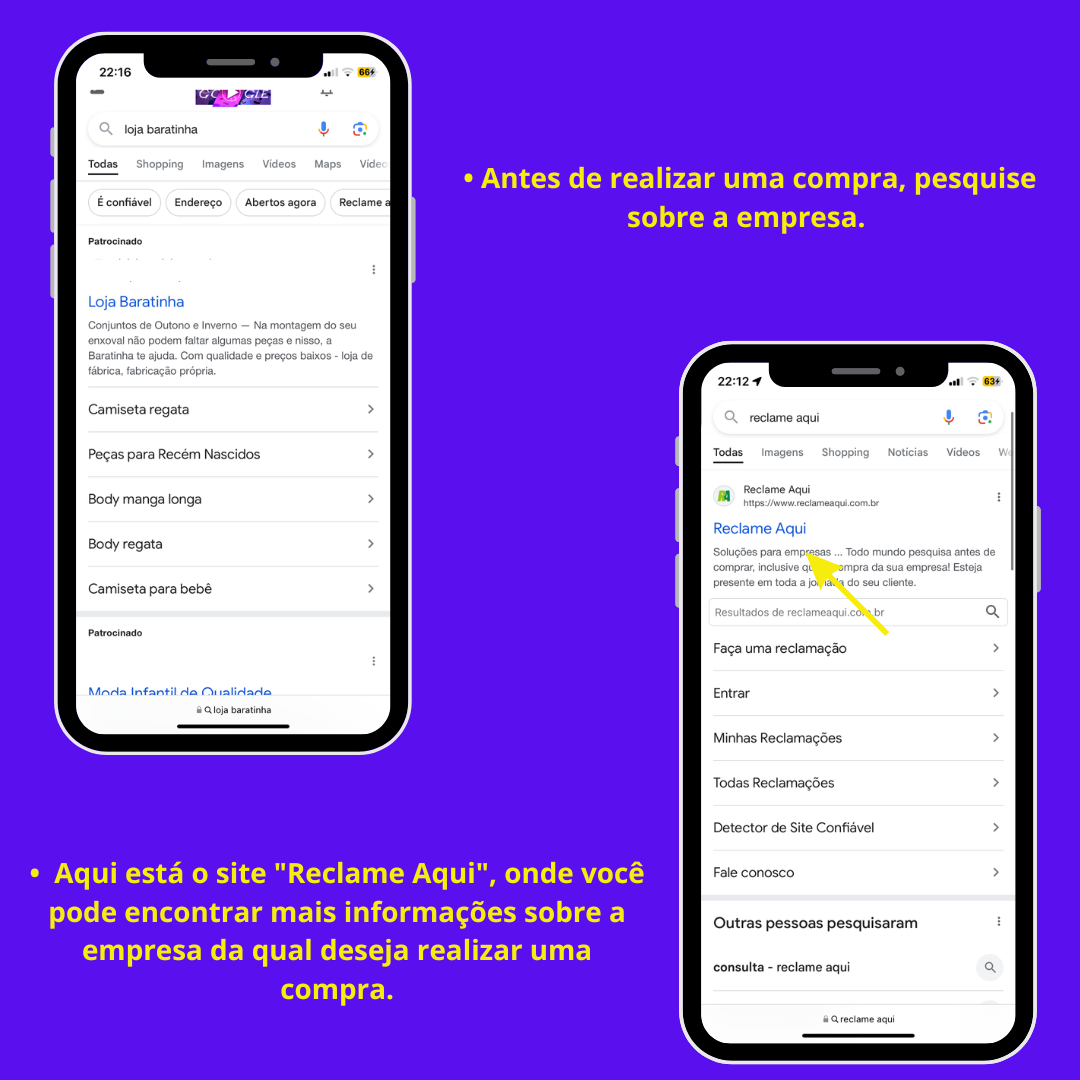 22:16
66
GOOGLE
loja baratinha
Todas Shopping Imagens Vídeos Maps Vídeo
É confiável Endereço Abertos agora Reclame a
Patrocinado
Loja Baratinha
Conjuntos de Outono e Inverno — Na montagem do seu
enxoval não podem faltar algumas peças e nisso, a
Baratinha te ajuda. Com qualidade e preços baixos - loja de
fábrica, fabricação própria.
Camiseta regata
Peças para Recém Nascidos
Body manga longa
Body regata
Camiseta para bebê
Patrocinado
Moda Infantil de Qualidade
loja baratinha
• Antes de realizar uma compra, pesquise
sobre a empresa.
22:12
63
reclame aqui
Todas Imagens Shopping Notícias Vídeos We
RA
Reclame Aqui
https://www.reclameaqui.com.br
Reclame Aqui
Soluções para empresas ... Todo mundo pesquisa antes de
comprar, inclusive compra da sua empresa! Esteja
presente em toda a jornada do seu cliente.
Resultados de reclameaqui.com.br
Faça uma reclamação
Entrar
Minhas Reclamações
Todas Reclamações
Detector de Site Confiável
Fale conosco
Outras pessoas pesquisaram
consulta - reclame aqui
reclame aqui
• Aqui está o site "Reclame Aqui", onde você
pode encontrar mais informações sobre a
empresa da qual deseja realizar uma
compra.